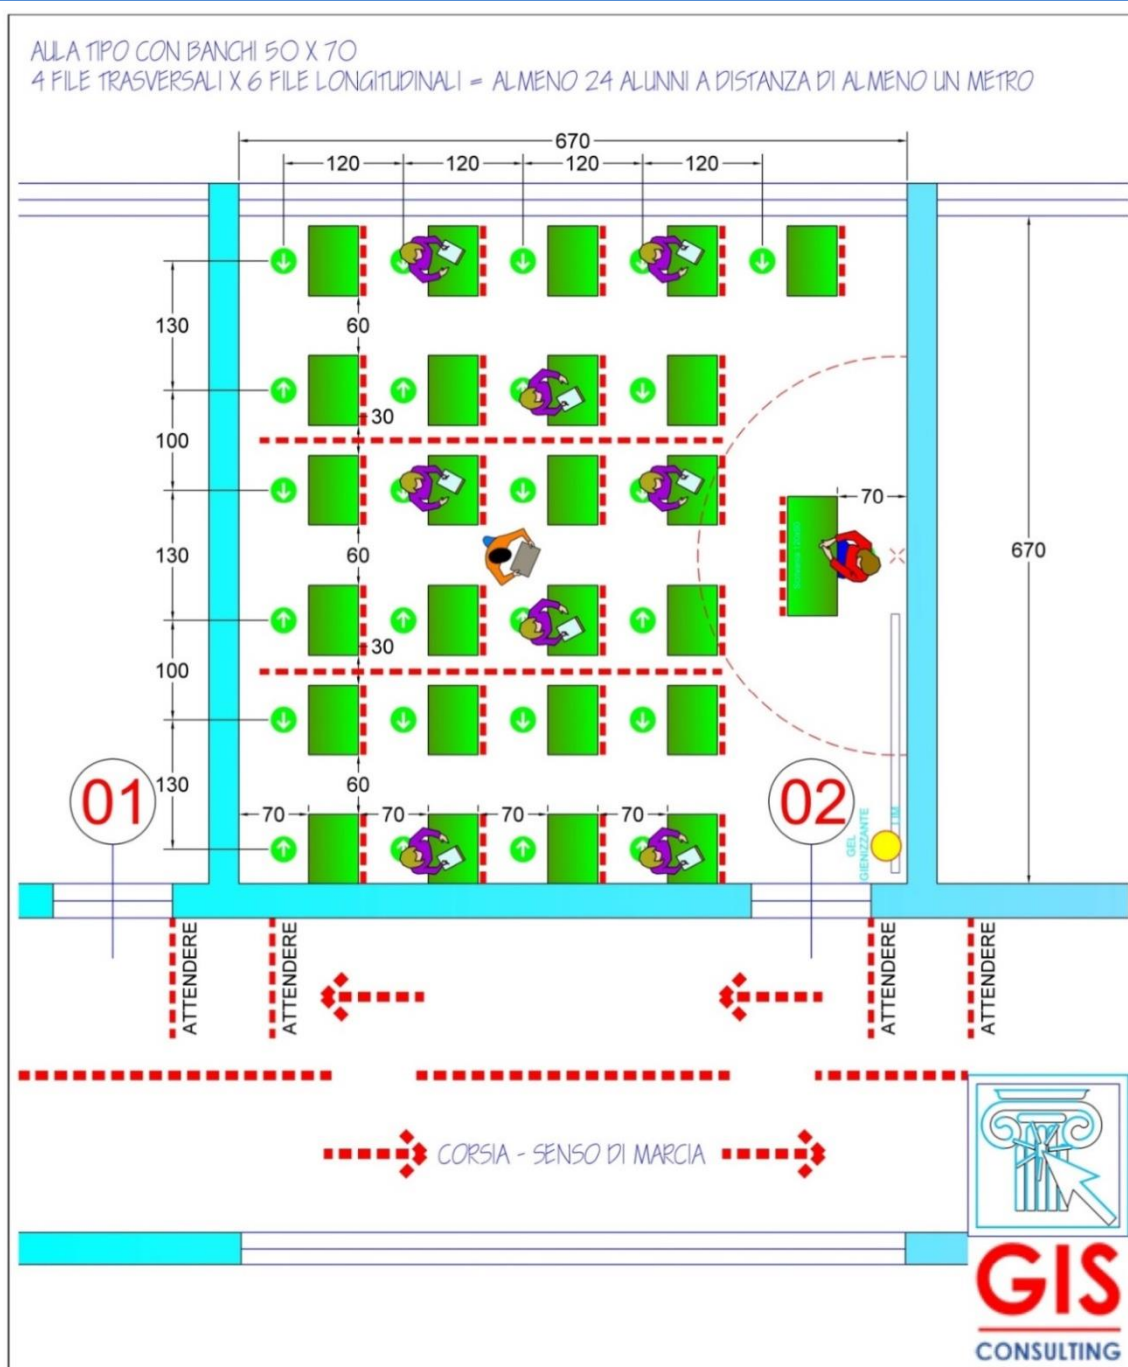 AULA TIPO CON BANCHI 50 X 70
4 FILE TRASVERSALI X 6 FILE LONGITUDINALI = ALMENO 24 ALUNNI A DISTANZA DI ALMENO UN METRO
670
120 120 120 120
130
60
30
100
70
130
60
670
30
100
130
60
01
02
70 70 70 70
GEL
GIENIZZANTE
LIM
ATTENDERE
ATTENDERE
ATTENDERE
ATTENDERE
CORSIA - SENSO DI MARCIA
GIS
CONSULTING